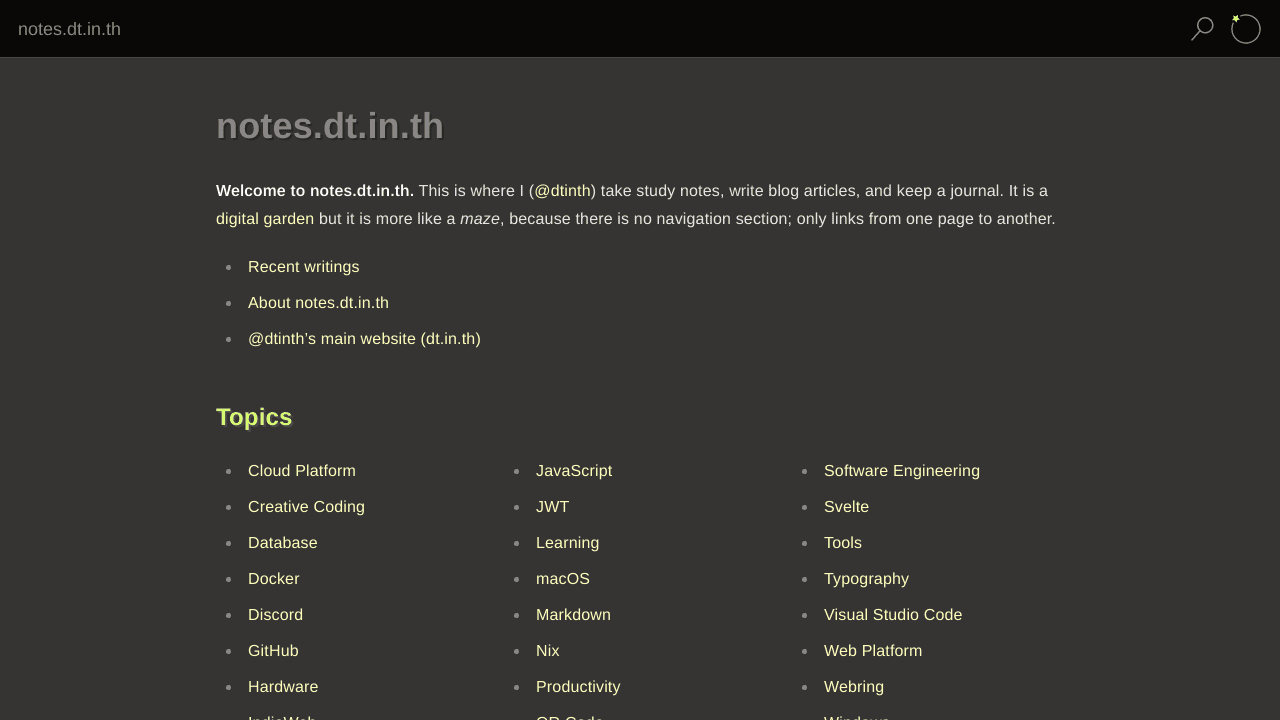 notes.dt.in.th
notes.dt.in.th
Welcome to notes.dt.in.th. This is where I (@dtinth) take study notes, write blog articles, and keep a journal. It is a
digital garden but it is more like a maze, because there is no navigation section; only links from one page to another.
Recent writings
About notes.dt.in.th
@dtinth’s main website (dt.in.th)
Topics
Cloud Platform
Creative Coding
Database
Docker
Discord
GitHub
Hardware
IndieWeb
JavaScript
JWT
Learning
macOS
Markdown
Nix
Productivity
QR Code
Software Engineering
Svelte
Tools
Typography
Visual Studio Code
Web Platform
Webring
Windows